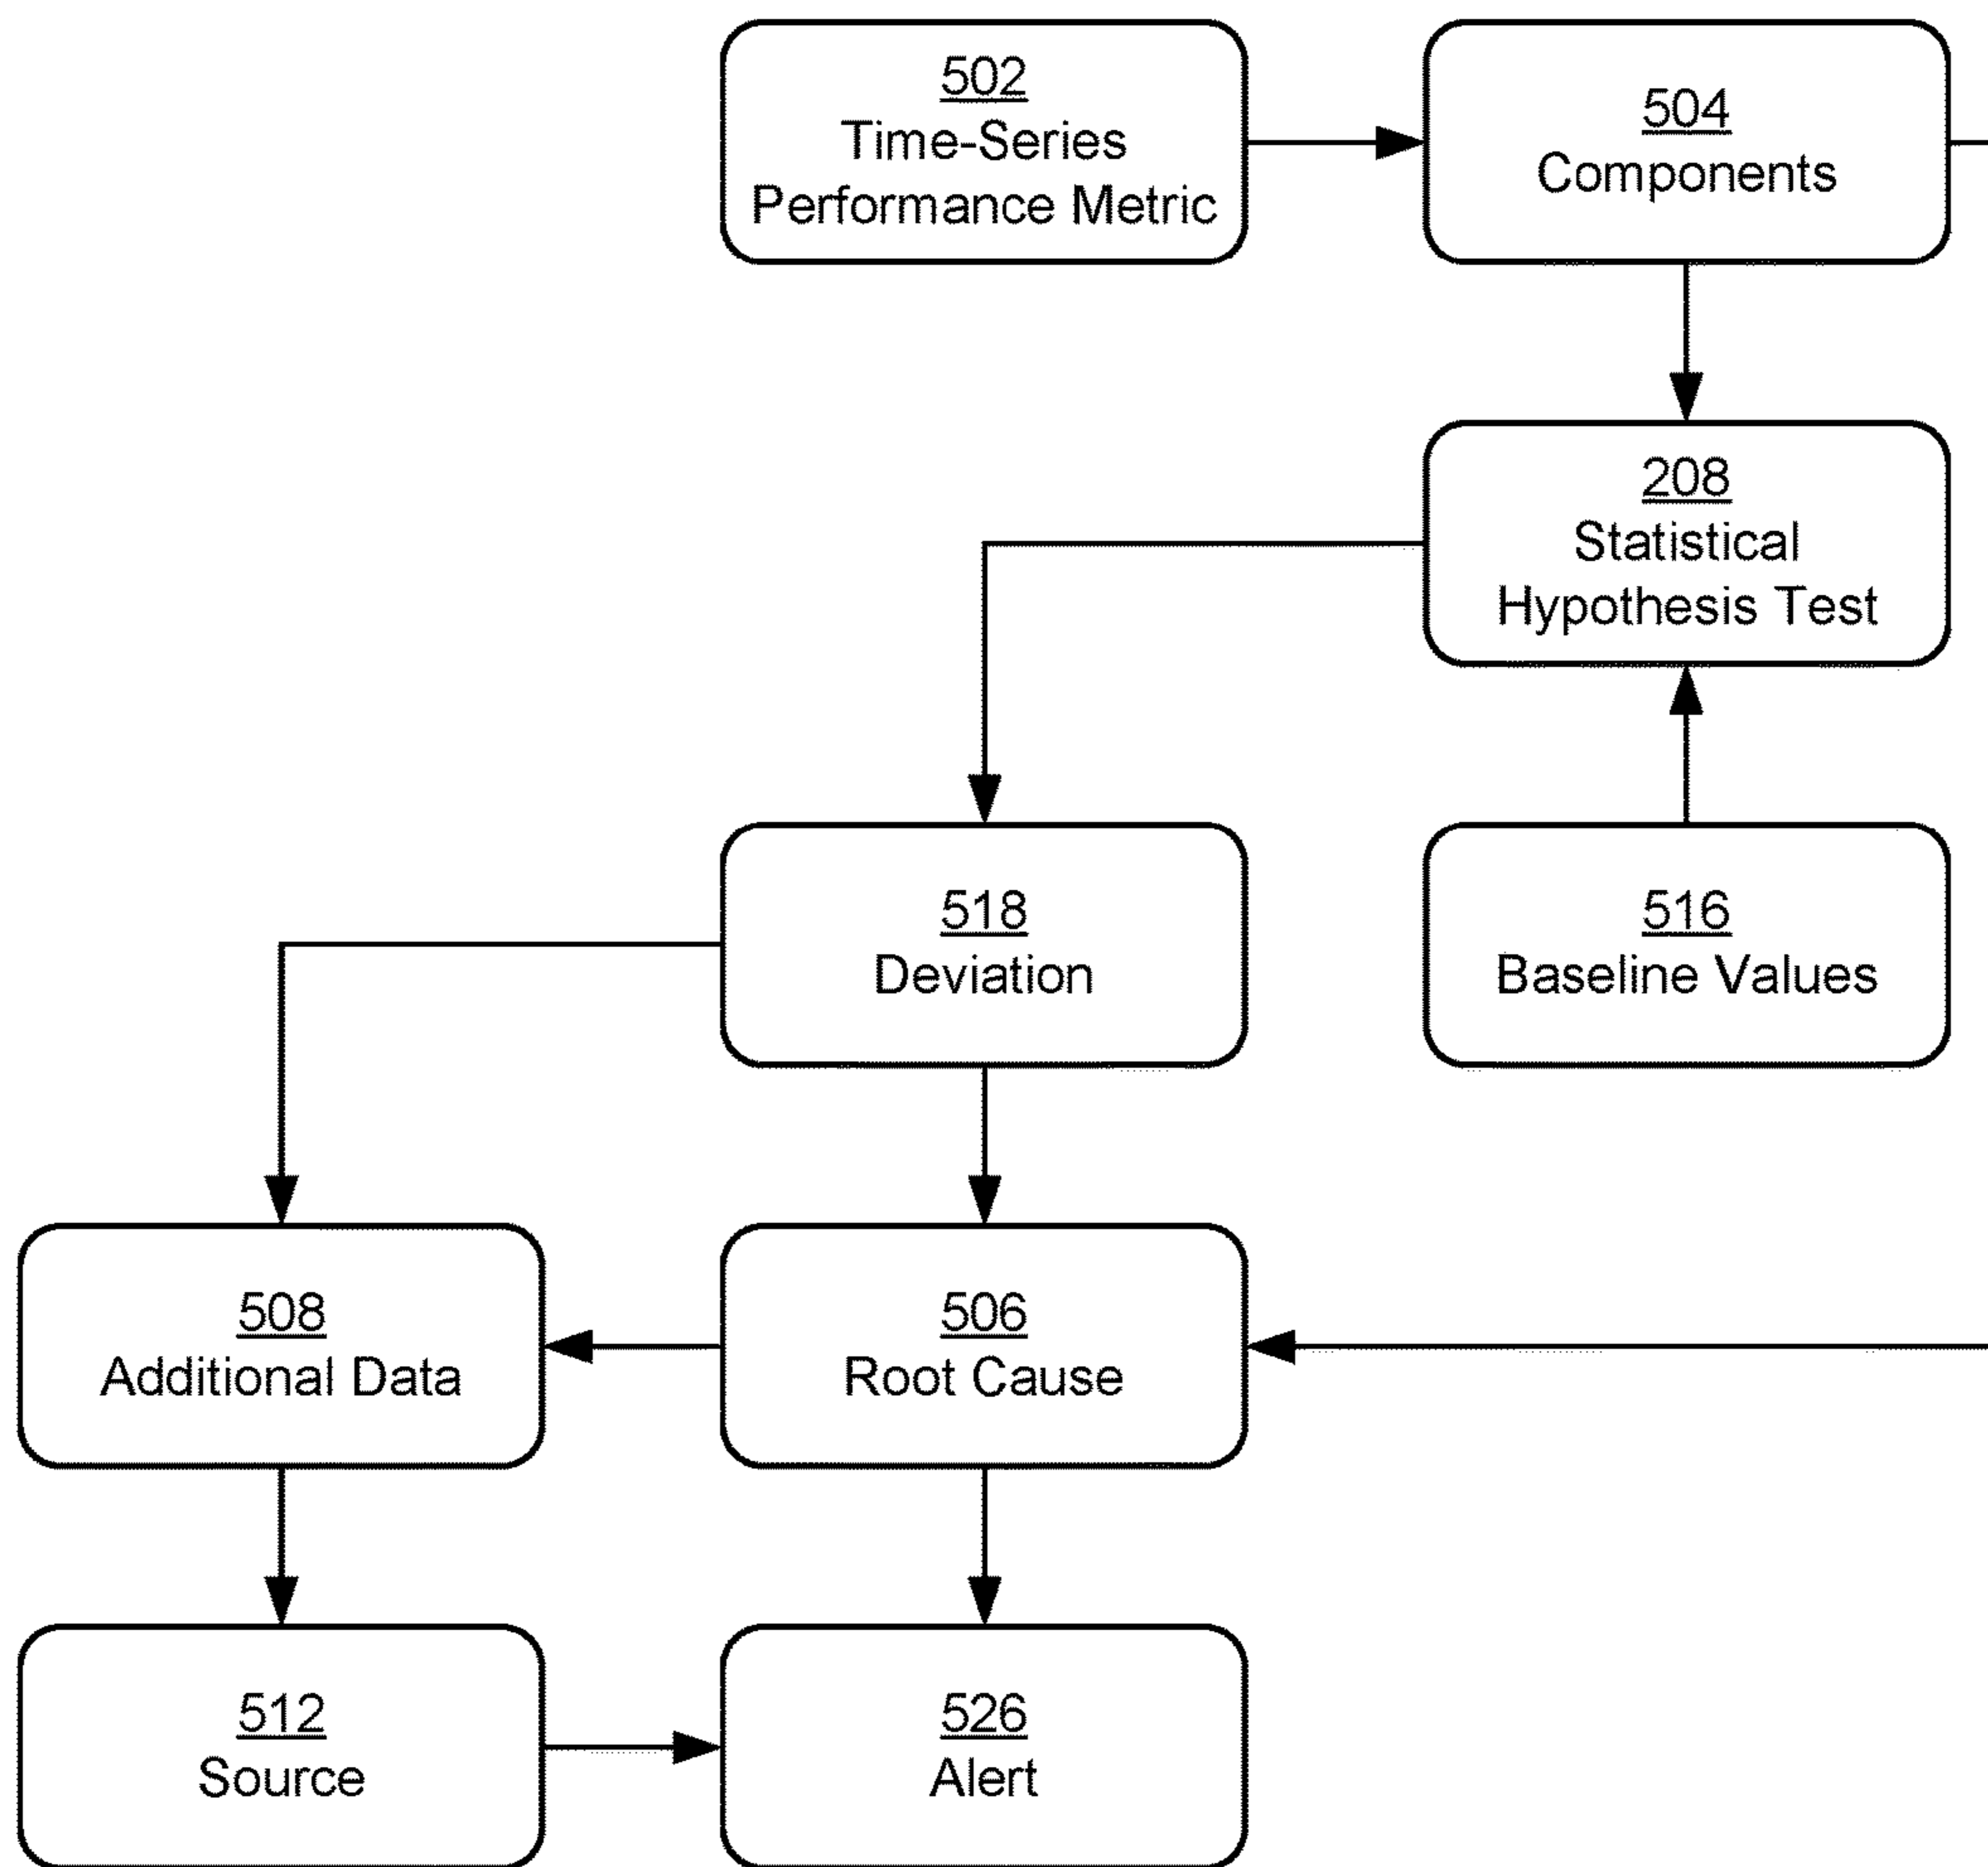 502
Time-Series
Performance Metric
504
Components
208
Statistical
Hypothesis Test
518
Deviation
516
Baseline Values
508
Additional Data
506
Root Cause
512
Source
526
Alert